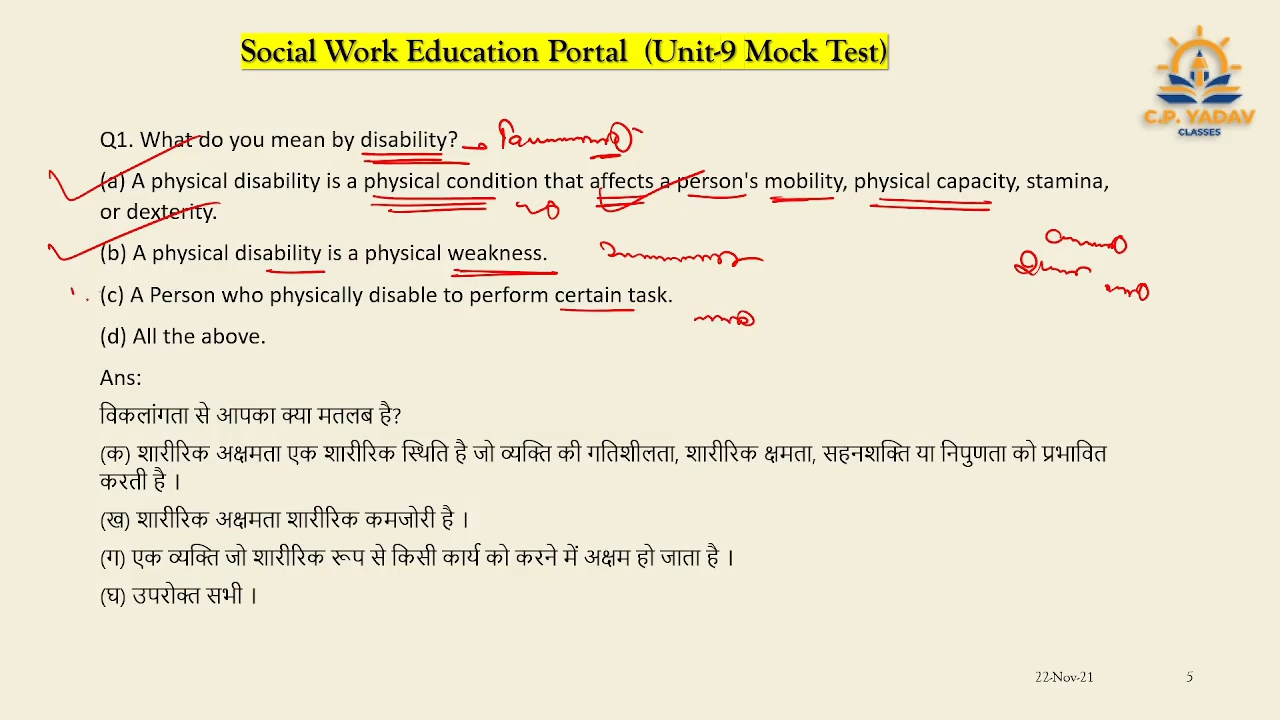 Social Work Education Portal (Unit-9 Mock Test)
C.P. YADAV
CLASSES
Q1. What do you mean by disability?
(a) A physical disability is a physical condition that affects a person's mobility, physical capacity, stamina,
or dexterity.
(b) A physical disability is a physical weakness.
(c) A Person who physically disable to perform certain task.
(d) All the above.
Ans:
विकलांगता से आपका क्या मतलब है?
(क) शारीरिक अक्षमता एक शारीरिक स्थिति है जो व्यक्ति की गतिशीलता, शारीरिक क्षमता, सहनशक्ति या निपुणता को प्रभावित
करती है ।
(ख) शारीरिक अक्षमता शारीरिक कमजोरी है ।
(ग) एक व्यक्ति जो शारीरिक रूप से किसी कार्य को करने में अक्षम हो जाता है ।
(घ) उपरोक्त सभी ।
22-Nov-21
5